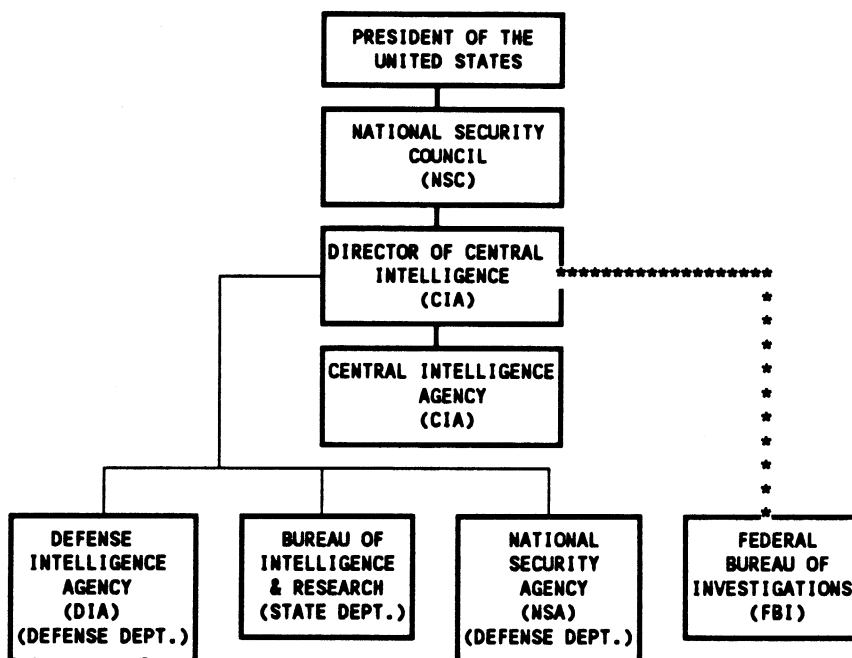 PRESIDENT OF THE
UNITED STATES
NATIONAL SECURITY
COUNCIL
(NSC)
DIRECTOR OF CENTRAL
INTELLIGENCE
(CIA)
CENTRAL INTELLIGENCE
AGENCY
(CIA)
DEFENSE
INTELLIGENCE
AGENCY
(DIA)
(DEFENSE DEPT.)
BUREAU OF
INTELLIGENCE
& RESEARCH
(STATE DEPT.)
NATIONAL
SECURITY
AGENCY
(NSA)
(DEFENSE DEPT.)
FEDERAL
BUREAU OF
INVESTIGATIONS
(FBI)